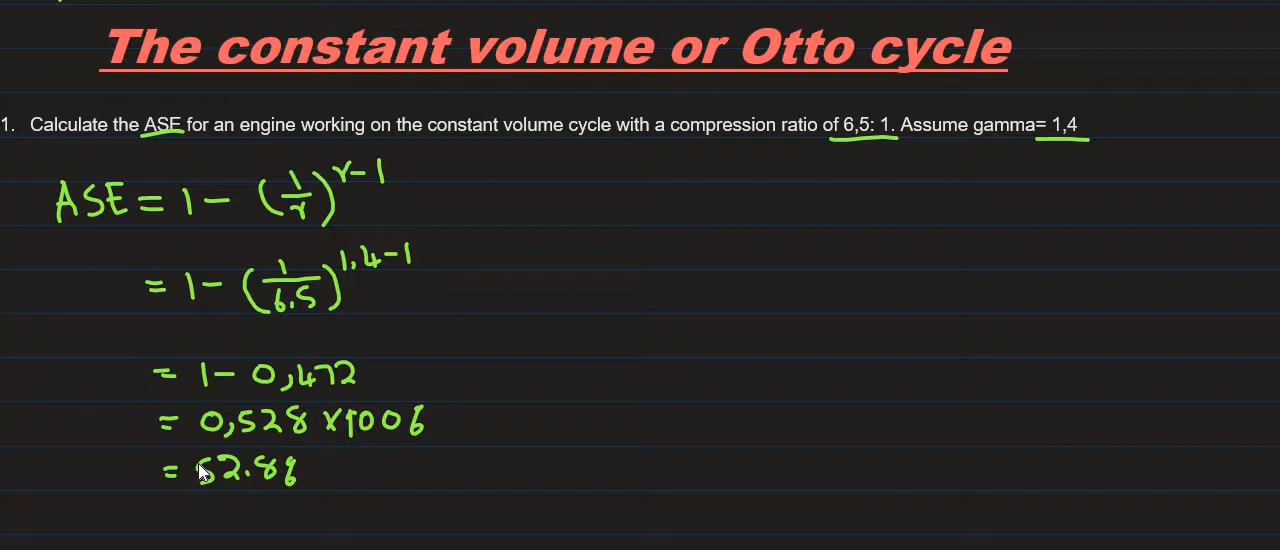 The constant volume or Otto cycle
1. Calculate the ASE for an engine working on the constant volume cycle with a compression ratio of 6,5: 1. Assume gamma= 1,4
ASE = 1 - (1/r)^γ-1
= 1 - (1/6.5)^1,4-1
= 1 - 0,472
= 0,528 x 100%
= 52.8%